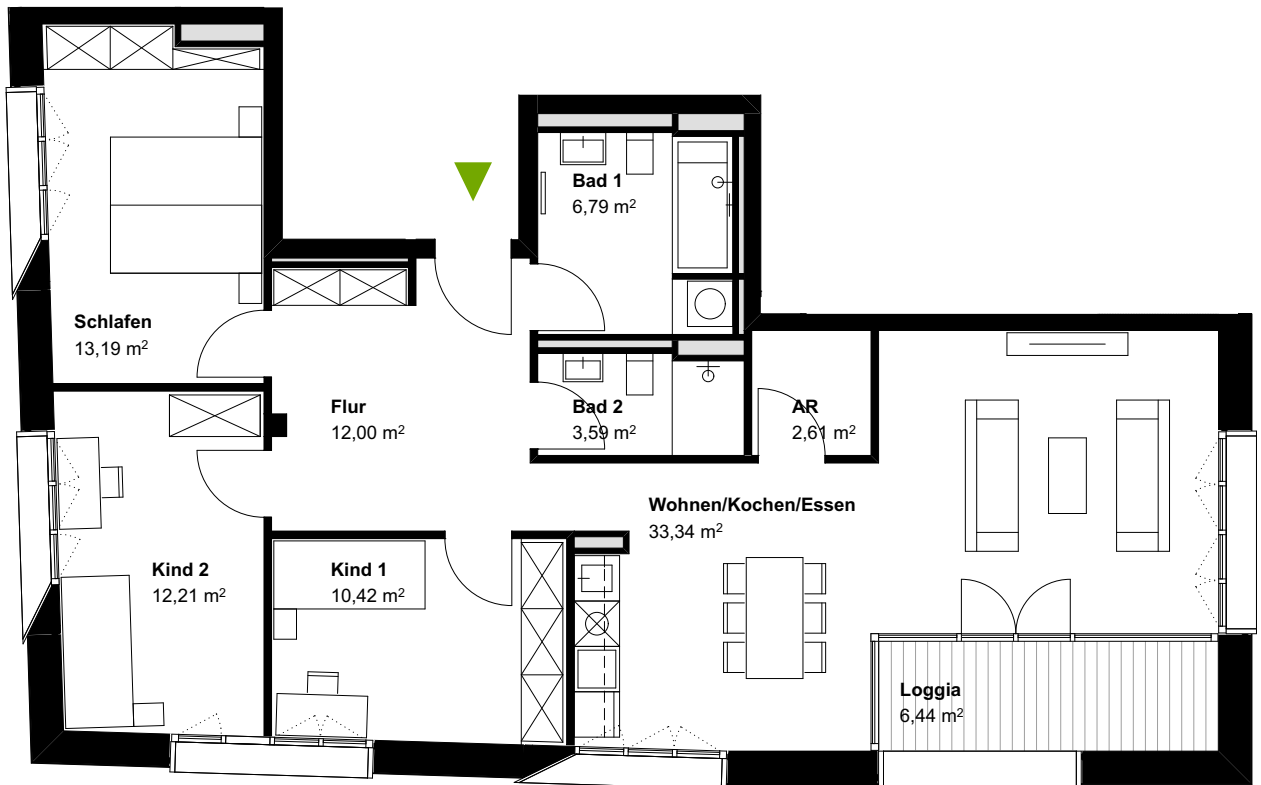 Bad 1
6,79 m²
Schlafen
13,19 m²
Flur
12,00 m²
Bad 2
3,59 m²
AR
2,61 m²
Wohnen/Kochen/Essen
33,34 m²
Kind 2
12,21 m²
Kind 1
10,42 m²
Loggia
6,44 m²